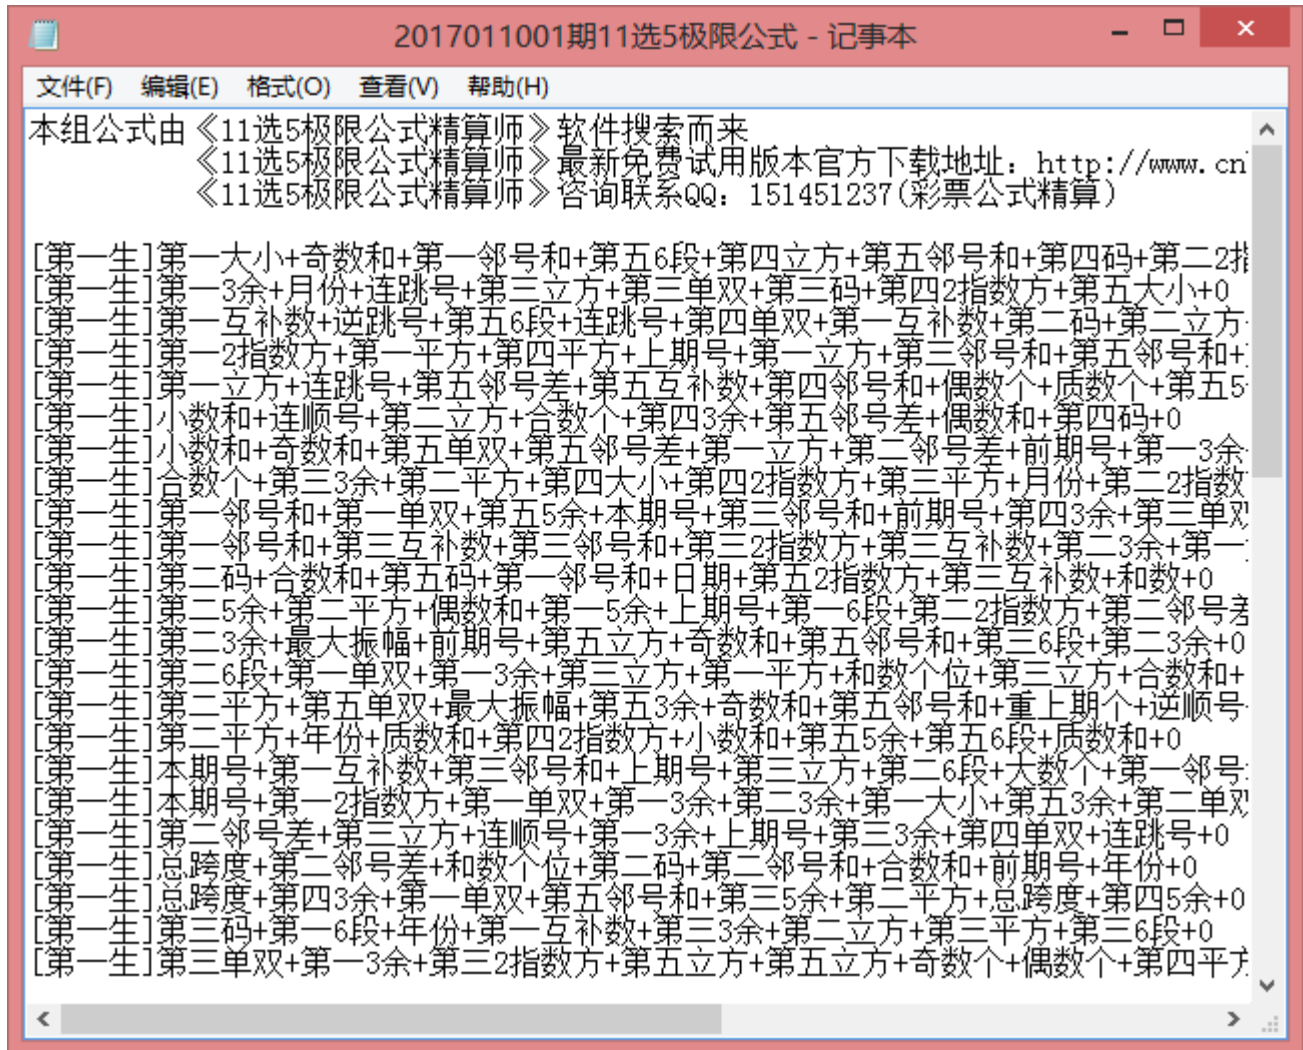 2017011001期11选5极限公式 - 记事本
文件(F) 编辑(E) 格式(O) 查看(V) 帮助(H)
本组公式由《11选5极限公式精算师》软件搜索而来
《11选5极限公式精算师》最新免费试用版本官方下载地址：http://www.cn
《11选5极限公式精算师》咨询联系QQ：151451237(彩票公式精算)
[第一生]第一大小+奇数和+第一邻号和+第五6段+第四立方+第五邻号和+第四码+第二2指
[第一生]第一3余+月份+连跳号+第三立方+第三单双+第三码+第四2指数方+第五大小+0
[第一生]第一互补数+逆跳号+第五6段+连跳号+第四单双+第一互补数+第二码+第二立方
[第一生]第一2指数方+第一平方+第四平方+上期号+第一立方+第三邻号和+第五邻号和+
[第一生]第一立方+连跳号+第五邻号差+第五互补数+第四邻号和+偶数个+质数个+第五5
[第一生]小数和+连顺号+第二立方+合数个+第四3余+第五邻号差+偶数和+第四码+0
[第一生]小数和+奇数和+第五单双+第五邻号差+第一立方+第二邻号差+前期号+第一3余
[第一生]合数个+第三3余+第二平方+第四大小+第四2指数方+第三平方+月份+第二2指数
[第一生]第一邻号和+第一单双+第五5余+本期号+第三邻号和+前期号+第四3余+第三单双
[第一生]第一邻号和+第三互补数+第三邻号和+第三2指数方+第三互补数+第二3余+第一
[第一生]第二码+合数和+第五码+第一邻号和+日期+第五2指数方+第三互补数+和数+0
[第一生]第二5余+第二平方+偶数和+第一5余+上期号+第一6段+第二2指数方+第二邻号差
[第一生]第二3余+最大振幅+前期号+第五立方+奇数和+第五邻号和+第三6段+第二3余+0
[第一生]第二6段+第一单双+第一3余+第三立方+第一平方+和数个位+第三立方+合数和+
[第一生]第二平方+第五单双+最大振幅+第五3余+奇数和+第五邻号和+重上期个+逆顺号
[第一生]第二平方+年份+质数和+第四2指数方+小数和+第五5余+第五6段+质数和+0
[第一生]本期号+第一互补数+第三邻号和+上期号+第三立方+第二6段+大数个+第一邻号
[第一生]本期号+第一2指数方+第一单双+第一3余+第二3余+第一大小+第五3余+第二单双
[第一生]第二邻号差+第三立方+连顺号+第一3余+上期号+第三3余+第四单双+连跳号+0
[第一生]总跨度+第二邻号差+和数个位+第二码+第二邻号和+合数和+前期号+年份+0
[第一生]总跨度+第四3余+第一单双+第五邻号和+第三5余+第二平方+总跨度+第四5余+0
[第一生]第三码+第一6段+年份+第一互补数+第三3余+第二立方+第三平方+第三6段+0
[第一生]第三单双+第一3余+第三2指数方+第五立方+第五立方+奇数个+偶数个+第四平方